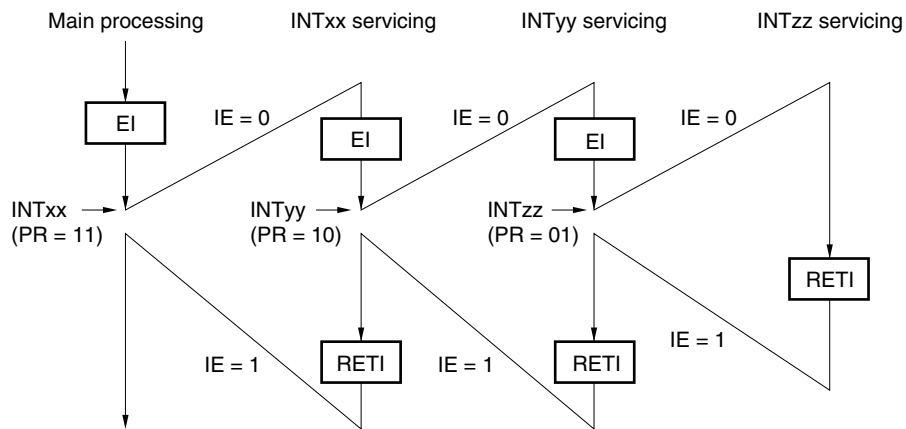 Main processing
INTxx servicing
INTyy servicing
INTzz servicing
EI
IE = 0
EI
IE = 0
EI
IE = 0
INTxx
(PR = 11)
INTyy
(PR = 10)
INTzz
(PR = 01)
RETI
IE = 1
RETI
IE = 1
RETI
IE = 1